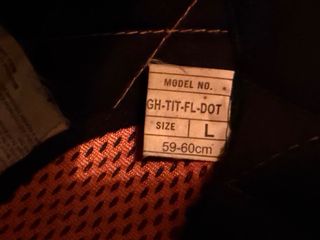 MODEL NO.
GH-TIT-FL-DOT
SIZE L
59-60cm